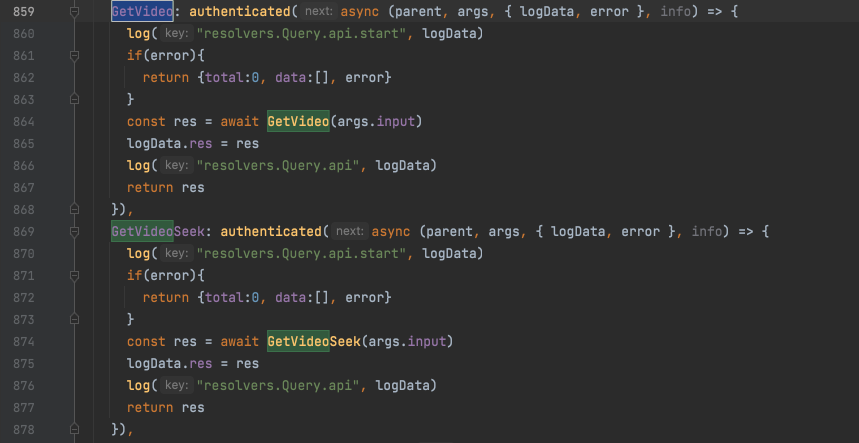 859 GetVideo: authenticated( next: async (parent, args, { logData, error }, info) => {
860 log( key: "resolvers.Query.api.start", logData)
861 if(error){
862 return {total:0, data:[], error}
863 }
864 const res = await GetVideo(args.input)
865 logData.res = res
866 log( key: "resolvers.Query.api", logData)
867 return res
868 }),
869 GetVideoSeek: authenticated( next: async (parent, args, { logData, error }, info) => {
870 log( key: "resolvers.Query.api.start", logData)
871 if(error){
872 return {total:0, data:[], error}
873 }
874 const res = await GetVideoSeek(args.input)
875 logData.res = res
876 log( key: "resolvers.Query.api", logData)
877 return res
878 }),